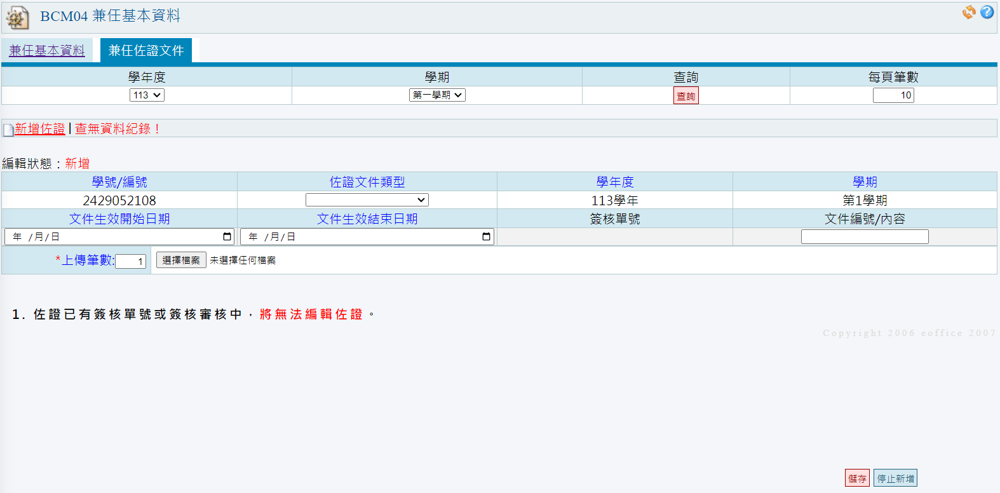 BCM04 兼任基本資料
兼任基本資料 兼任佐證文件
學年度 學期 查詢 每頁筆數
113 第一學期 查詢 10
新增佐證 | 查無資料紀錄！
編輯狀態：新增
學號/編號 佐證文件類型 學年度 學期
2429052108 113學年 第1學期
文件生效開始日期 文件生效結束日期 簽核單號 文件編號/內容
年 /月/日 年 /月/日
*上傳筆數: 1 選擇檔案 未選擇任何檔案
1. 佐證已有簽核單號或簽核審核中，將無法編輯佐證。
Copyright 2006 eoffice 2007
儲存 停止新增